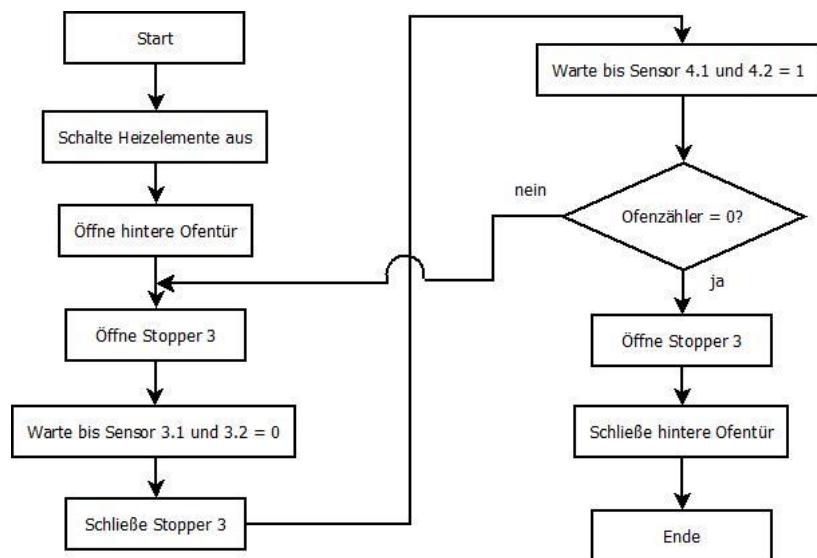 Start
Schalte Heizelemente aus
Öffne hintere Ofentür
Öffne Stopper 3
Warte bis Sensor 3.1 und 3.2 = 0
Schließe Stopper 3
Warte bis Sensor 4.1 und 4.2 = 1
Ofenzähler = 0?
nein
ja
Öffne Stopper 3
Schließe hintere Ofentür
Ende